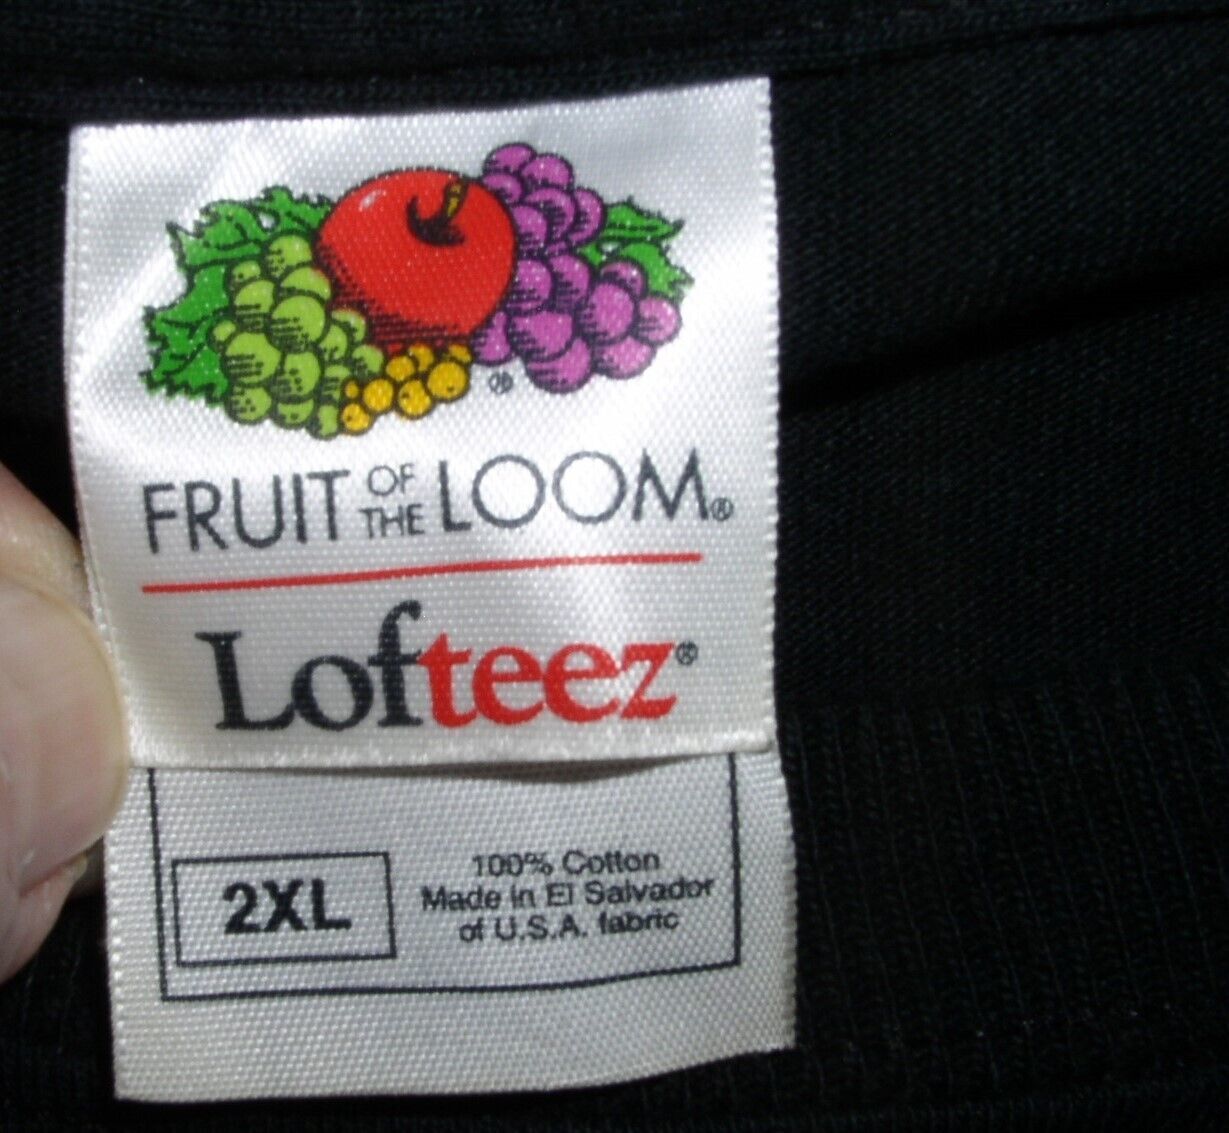 ®
FRUIT OF THE LOOM®
Lofteez®
2XL
100% Cotton
Made in El Salvador
of U.S.A. fabric